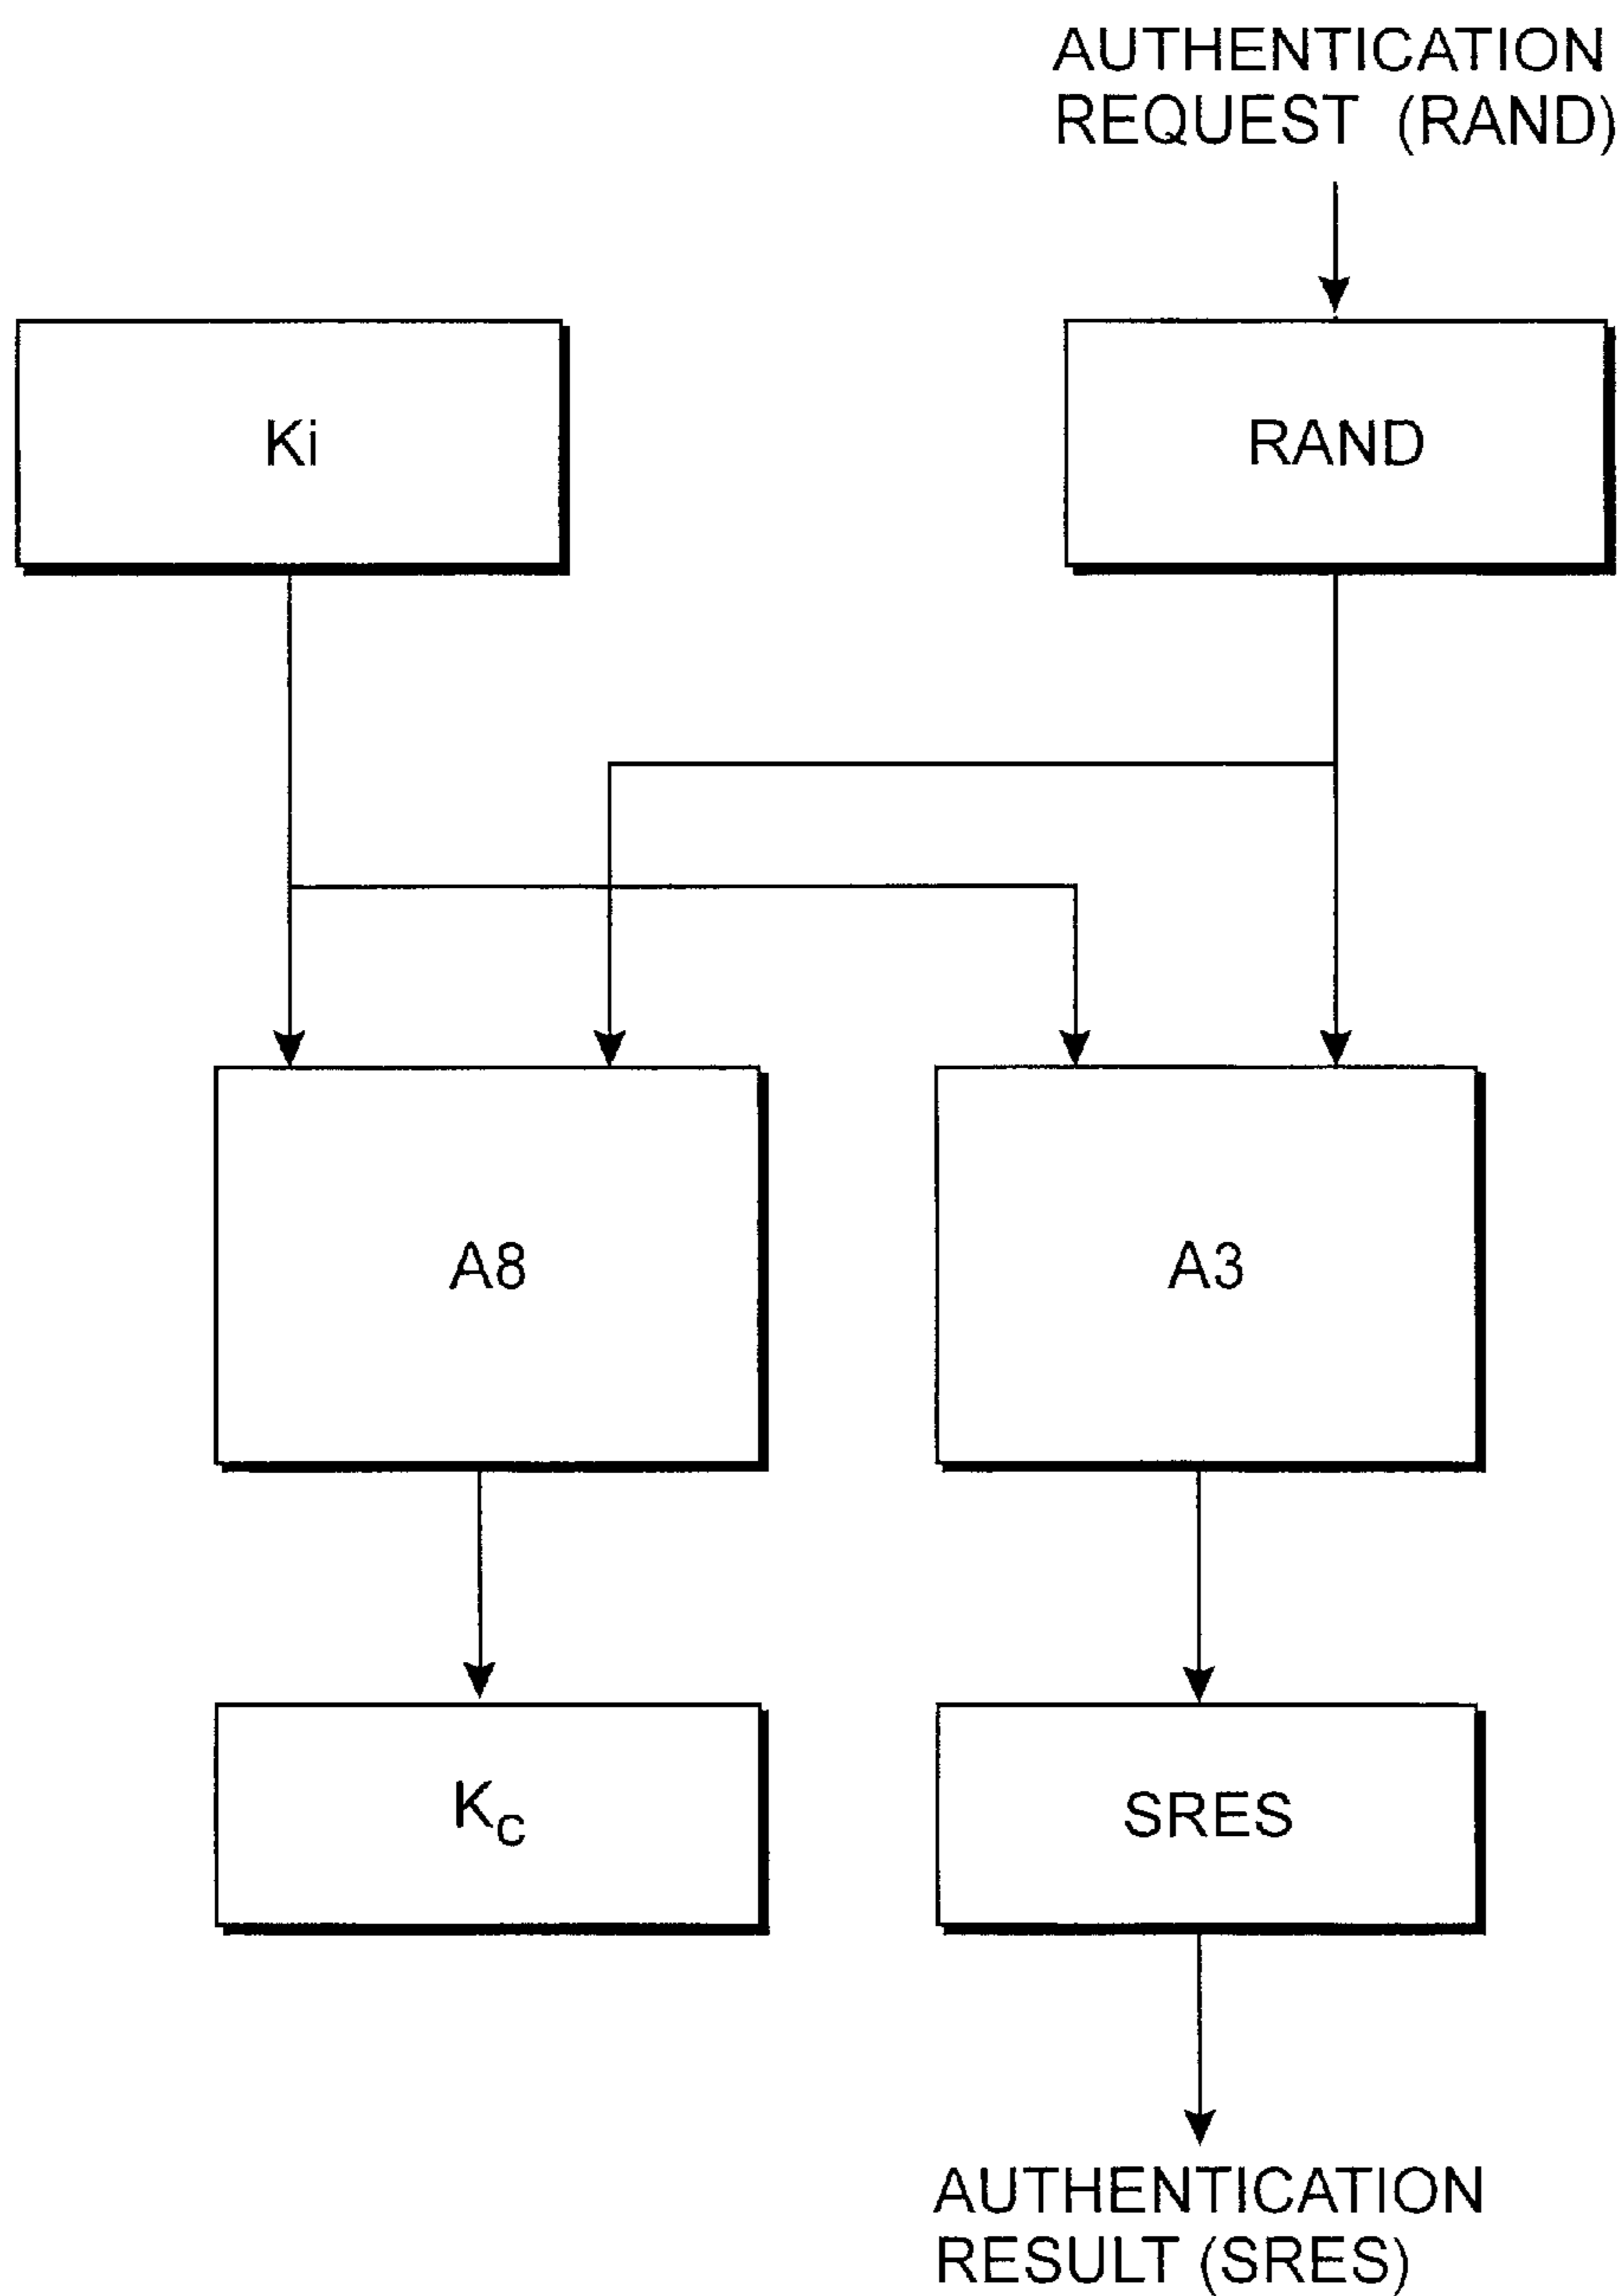 AUTHENTICATION
REQUEST (RAND)
Ki
RAND
A8
A3
Kc
SRES
AUTHENTICATION
RESULT (SRES)